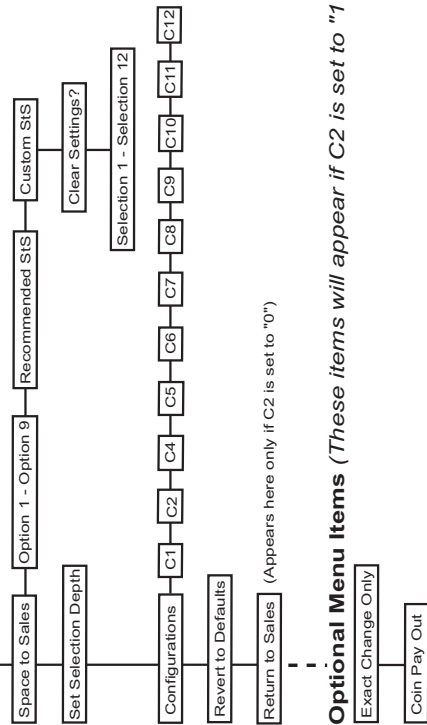 Space to Sales
Option 1 - Option 9
Recommended StS
Custom StS
Clear Settings?
Selection 1 - Selection 12
Set Selection Depth
Configurations
C1
C2
C4
C5
C6
C7
C8
C9
C10
C11
C12
Revert to Defaults
Return to Sales
(Appears here only if C2 is set to "0")
Optional Menu Items (These items will appear if C2 is set to "1
Exact Change Only
Coin Pay Out